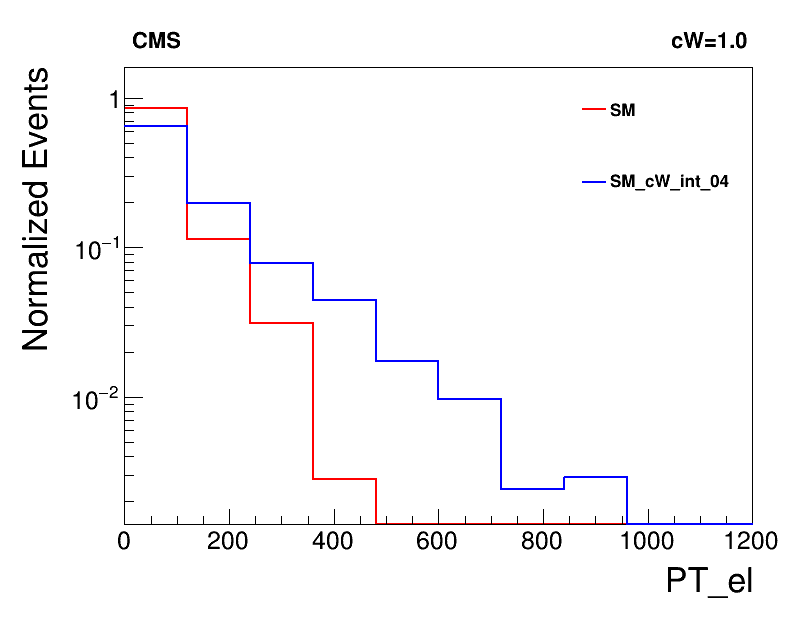 CMS
cW=1.0
Normalized Events
1
10⁻¹
10⁻²
SM
SM_cW_int_04
0 200 400 600 800 1000 1200
PT_el